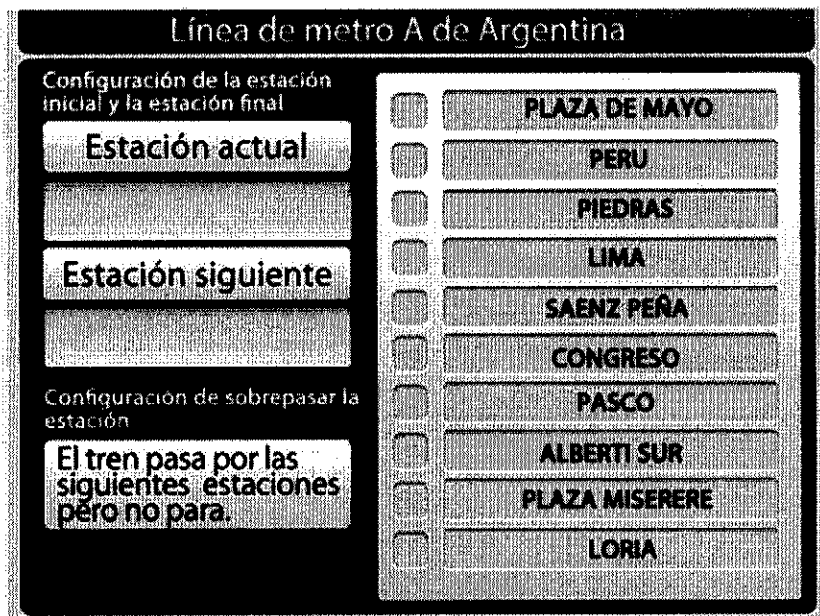 Línea de metro A de Argentina
Configuración de la estación
inicial y la estación final
Estación actual
Estación siguiente
Configuración de sobrepasar la
estación
El tren pasa por las
siguientes estaciones
pero no para.
PLAZA DE MAYO
PERU
PIEDRAS
LIMA
SAENZ PEÑA
CONGRESO
PASCO
ALBERTI SUR
PLAZA MISERERE
LORIA